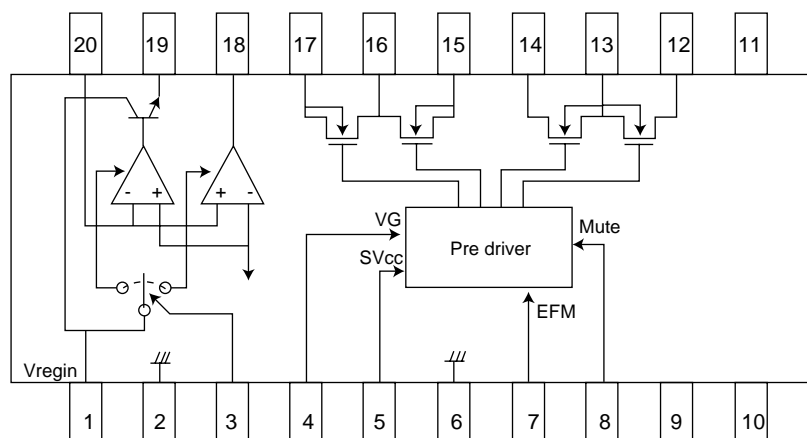 20 19 18 17 16 15 14 13 12 11
- + + -
VG
Mute
SVcc
Pre driver
EFM
Vregin
1 2 3 4 5 6 7 8 9 10